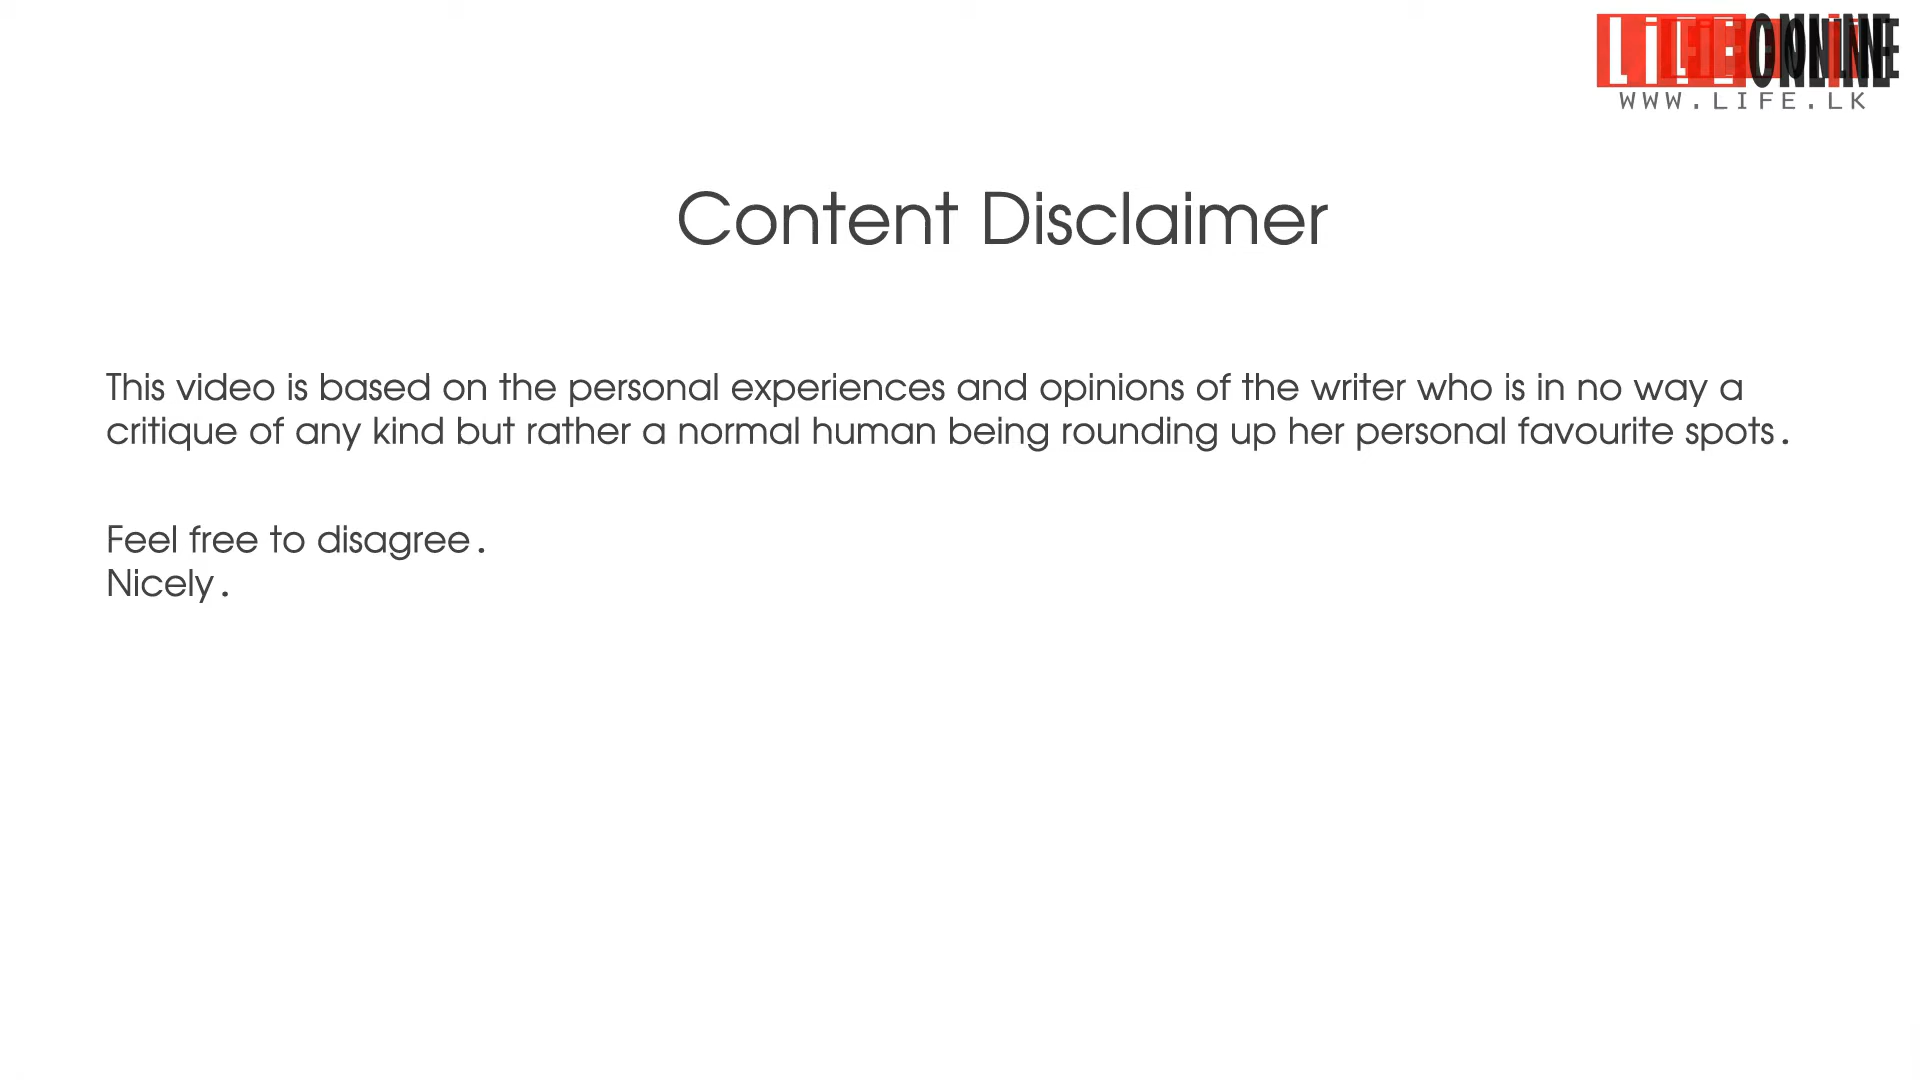 LiFE ONLiNE
WWW.LIFE.LK
Content Disclaimer
This video is based on the personal experiences and opinions of the writer who is in no way a
critique of any kind but rather a normal human being rounding up her personal favourite spots.
Feel free to disagree.
Nicely.